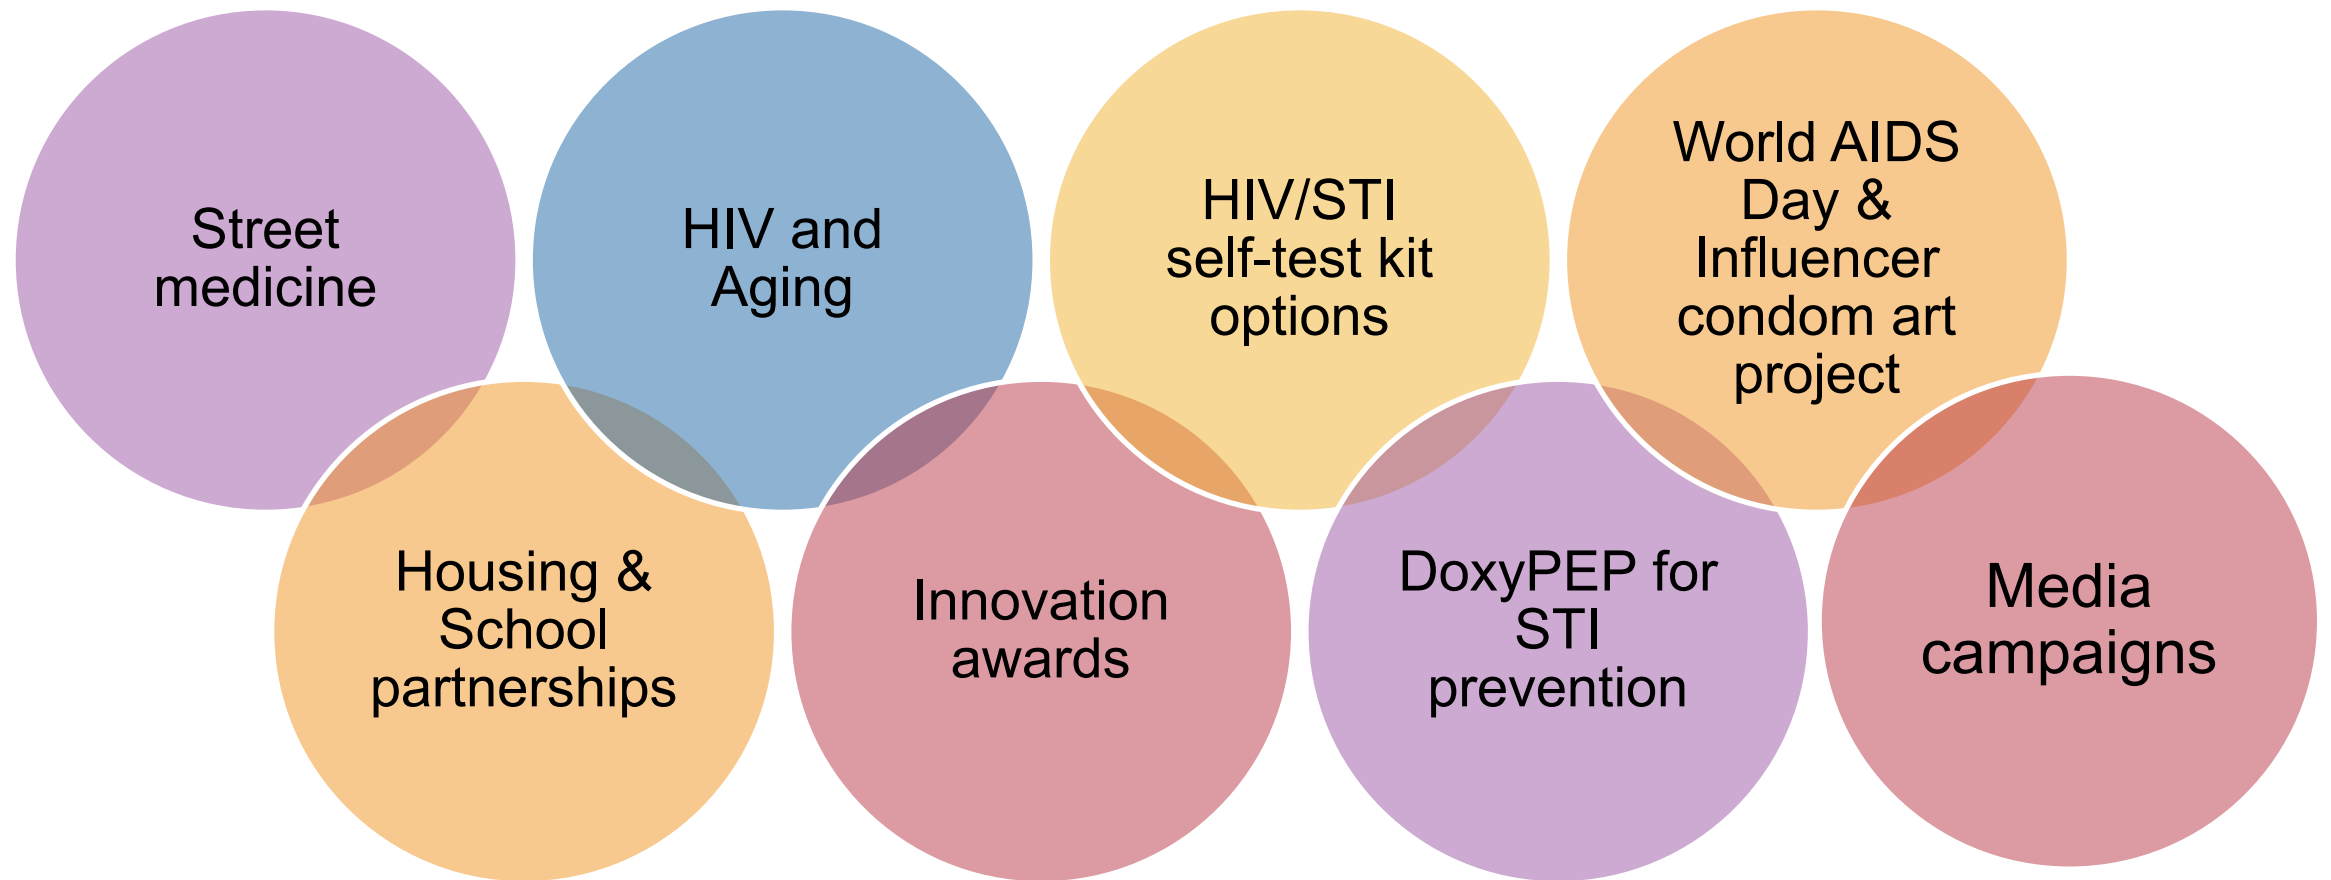 Street
medicine
HIV and
Aging
HIV/STI
self-test kit
options
World AIDS
Day &
Influencer
condom art
project
Housing &
School
partnerships
Innovation
awards
DoxyPEP for
STI
prevention
Media
campaigns